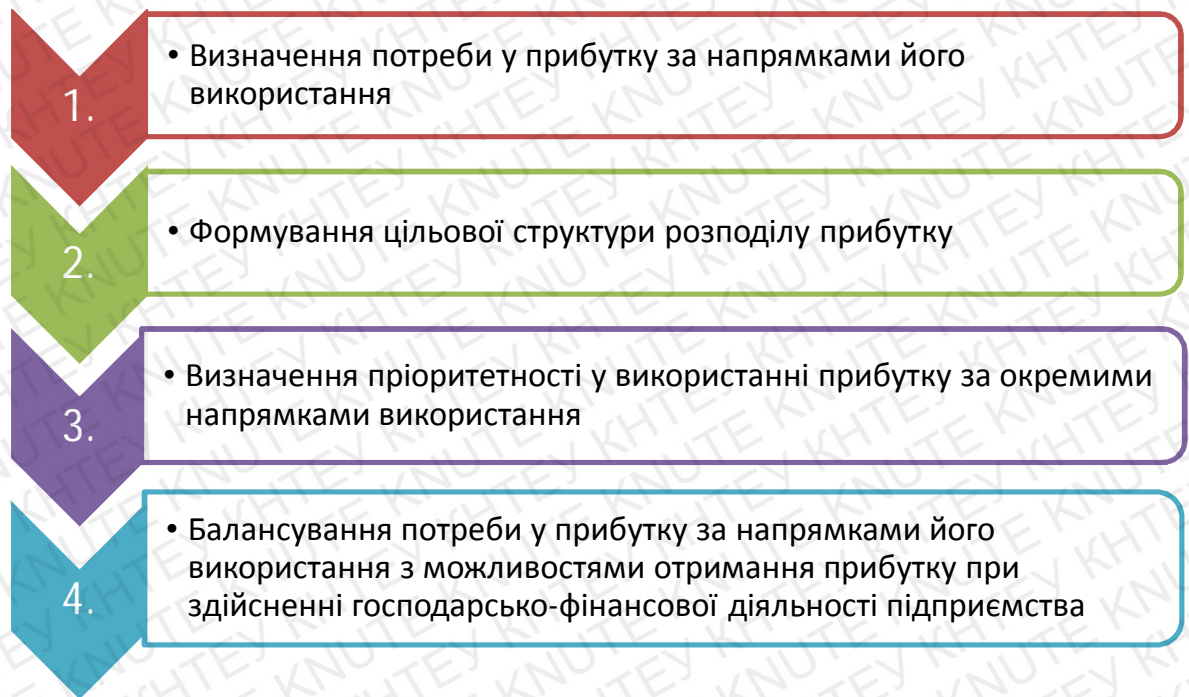 1.
• Визначення потреби у прибутку за напрямками його
використання
2.
• Формування цільової структури розподілу прибутку
3.
• Визначення пріоритетності у використанні прибутку за окремими
напрямками використання
4.
• Балансування потреби у прибутку за напрямками його
використання з можливостями отримання прибутку при
здійсненні господарсько-фінансової діяльності підприємства